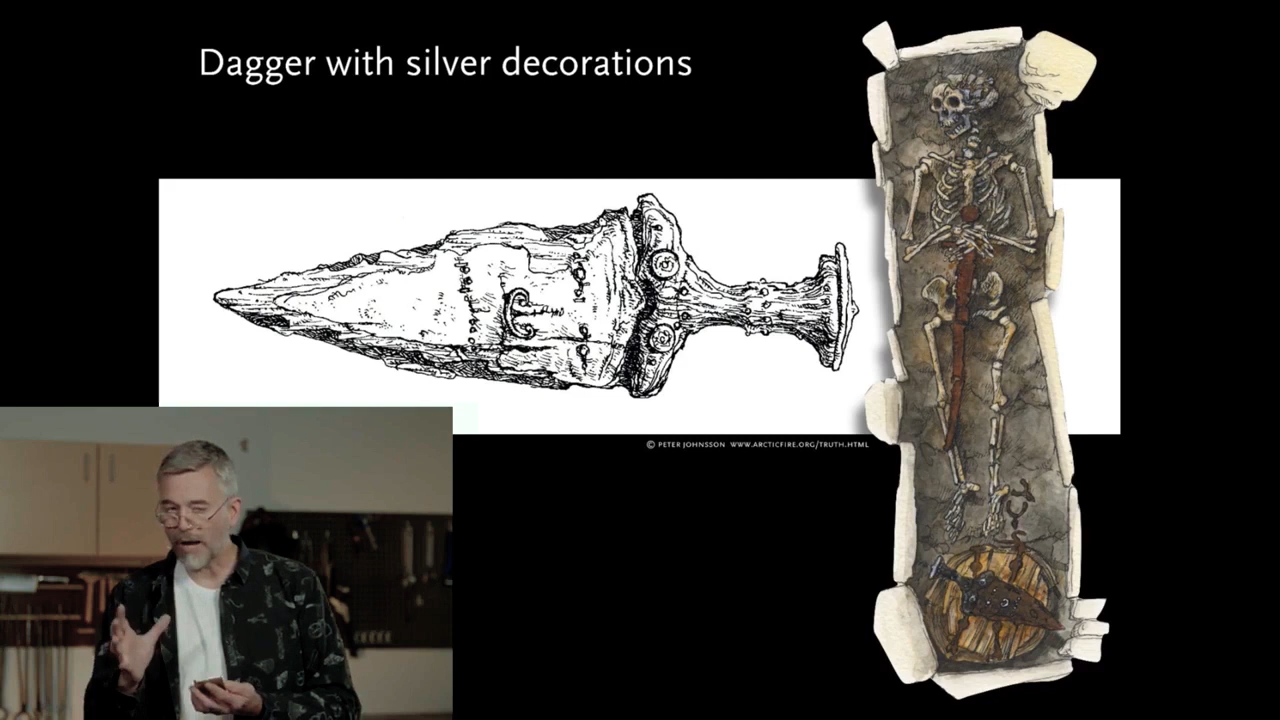 Dagger with silver decorations
© PETER JOHNSSON WWW.ARCTICFIRE.ORG/TRUTH.HTML